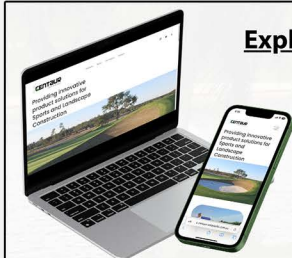 Expl
CENTAUR
Providing innovative
product solutions for
Sports and Landscape
Construction
CENTAUR
Providing innovative
product solutions for
Sports and
Landscape
Construction